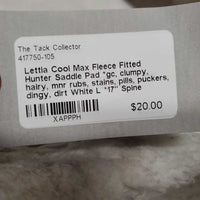 The Tack Collector
417750-105
Lettia Cool Max Fleece Fitted
Hunter Saddle Pad *gc, clumpy,
hairy, mnr rubs, stains, pills, puckers,
dingy, dirt White L *17" Spine
$20.00
XAPPPH